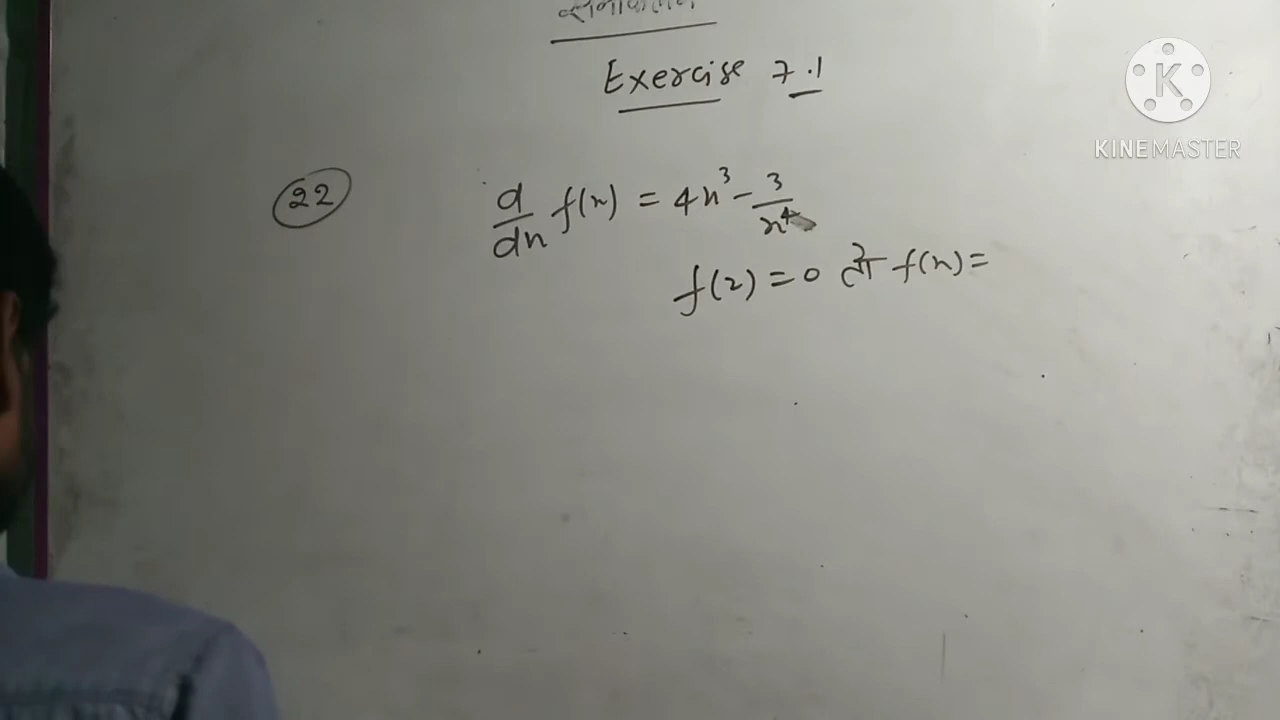 Exercise 7.1
KINEMASTER
22 d/dx f(x) = 4x³ - 3/x⁴
f(2) = 0 तो f(x) =